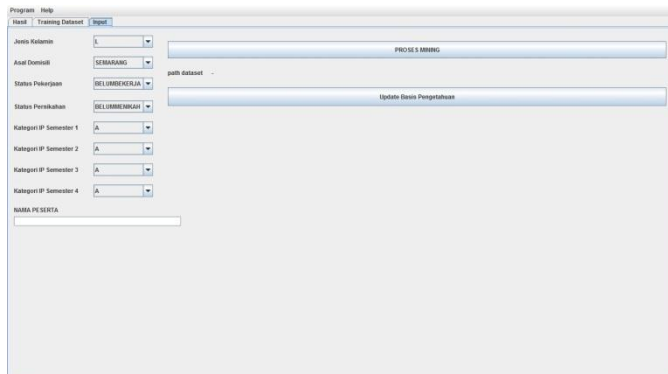 Program Help
Hasil Training Dataset Input
Jenis Kelamin L
PROSES MINING
Asal Domisili SEMARANG
path dataset -
Status Pekerjaan BELUMBEKERJA
Update Basis Pengetahuan
Status Pernikahan BELUMMENIKAH
Kategori IP Semester 1 A
Kategori IP Semester 2 A
Kategori IP Semester 3 A
Kategori IP Semester 4 A
NAMA PESERTA